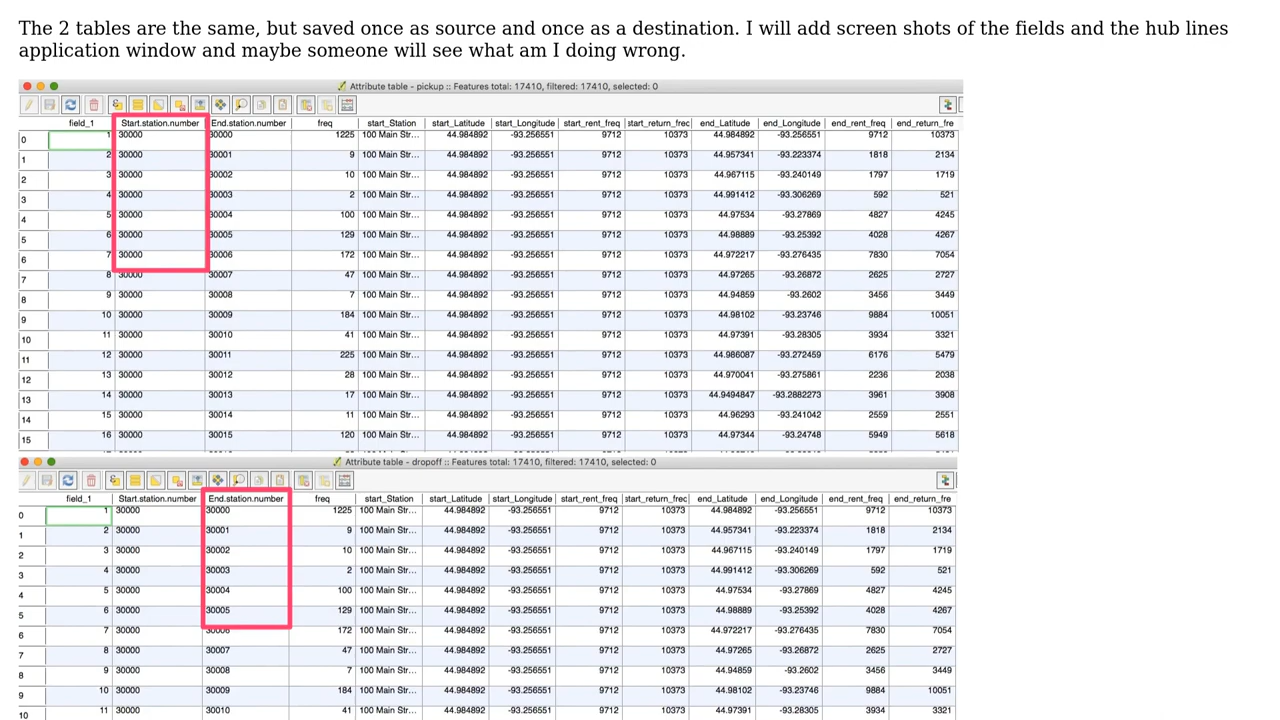 The 2 tables are the same, but saved once as source and once as a destination. I will add screen shots of the fields and the hub lines
application window and maybe someone will see what am I doing wrong.
Attribute table - pickup :: Features total: 17410, filtered: 17410, selected: 0
field_1 Start.station.number End.station.number freq start_Station start_Latitude start_Longitude start_rent_freq start_return_frec end_Latitude end_Longitude end_rent_freq end_return_fre
0 1 30000 30000 1225 100 Main Str... 44.984892 -93.256551 9712 10373 44.984892 -93.256551 9712 10373
1 2 30000 30001 9 100 Main Str... 44.984892 -93.256551 9712 10373 44.957341 -93.223374 1818 2134
2 3 30000 30002 10 100 Main Str... 44.984892 -93.256551 9712 10373 44.967115 -93.240149 1797 1719
3 4 30000 30003 2 100 Main Str... 44.984892 -93.256551 9712 10373 44.991412 -93.306269 592 521
4 5 30000 30004 100 100 Main Str... 44.984892 -93.256551 9712 10373 44.97534 -93.27869 4827 4245
5 6 30000 30005 129 100 Main Str... 44.984892 -93.256551 9712 10373 44.98889 -93.25392 4028 4267
6 7 30000 30006 172 100 Main Str... 44.984892 -93.256551 9712 10373 44.972217 -93.276435 7830 7054
7 8 30000 30007 47 100 Main Str... 44.984892 -93.256551 9712 10373 44.97265 -93.26872 2625 2727
8 9 30000 30008 7 100 Main Str... 44.984892 -93.256551 9712 10373 44.94859 -93.2602 3456 3449
9 10 30000 30009 184 100 Main Str... 44.984892 -93.256551 9712 10373 44.98102 -93.23746 9884 10051
10 11 30000 30010 41 100 Main Str... 44.984892 -93.256551 9712 10373 44.97391 -93.28305 3934 3321
11 12 30000 30011 225 100 Main Str... 44.984892 -93.256551 9712 10373 44.986087 -93.272459 6176 5479
12 13 30000 30012 28 100 Main Str... 44.984892 -93.256551 9712 10373 44.970041 -93.275861 2236 2038
13 14 30000 30013 17 100 Main Str... 44.984892 -93.256551 9712 10373 44.9494847 -93.2882273 3961 3908
14 15 30000 30014 11 100 Main Str... 44.984892 -93.256551 9712 10373 44.96293 -93.241042 2559 2551
15 16 30000 30015 120 100 Main Str... 44.984892 -93.256551 9712 10373 44.97344 -93.24748 5949 5618
Attribute table - dropoff :: Features total: 17410, filtered: 17410, selected: 0
field_1 Start.station.number End.station.number freq start_Station start_Latitude start_Longitude start_rent_freq start_return_frec end_Latitude end_Longitude end_rent_freq end_return_fre
0 1 30000 30000 1225 100 Main Str... 44.984892 -93.256551 9712 10373 44.984892 -93.256551 9712 10373
1 2 30000 30001 9 100 Main Str... 44.984892 -93.256551 9712 10373 44.957341 -93.223374 1818 2134
2 3 30000 30002 10 100 Main Str... 44.984892 -93.256551 9712 10373 44.967115 -93.240149 1797 1719
3 4 30000 30003 2 100 Main Str... 44.984892 -93.256551 9712 10373 44.991412 -93.306269 592 521
4 5 30000 30004 100 100 Main Str... 44.984892 -93.256551 9712 10373 44.97534 -93.27869 4827 4245
5 6 30000 30005 129 100 Main Str... 44.984892 -93.256551 9712 10373 44.98889 -93.25392 4028 4267
6 7 30000 30006 172 100 Main Str... 44.984892 -93.256551 9712 10373 44.972217 -93.276435 7830 7054
7 8 30000 30007 47 100 Main Str... 44.984892 -93.256551 9712 10373 44.97265 -93.26872 2625 2727
8 9 30000 30008 7 100 Main Str... 44.984892 -93.256551 9712 10373 44.94859 -93.2602 3456 3449
9 10 30000 30009 184 100 Main Str... 44.984892 -93.256551 9712 10373 44.98102 -93.23746 9884 10051
10 11 30000 30010 41 100 Main Str... 44.984892 -93.256551 9712 10373 44.97391 -93.28305 3934 3321